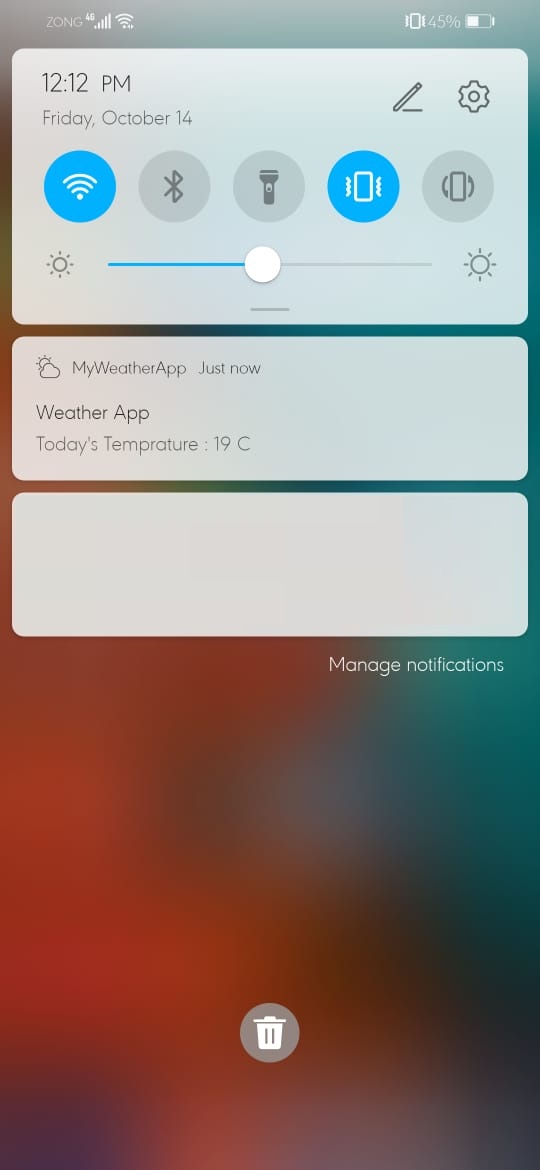 ZONG 4G 45%
12:12 PM
Friday, October 14
MyWeatherApp Just now
Weather App
Today's Temprature : 19 C
Manage notifications